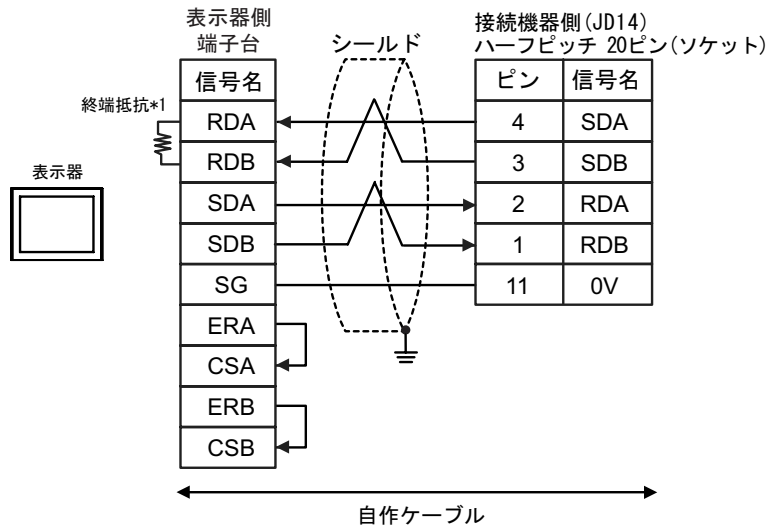 表示器側
端子台
シールド
接続機器側(JD14)
ハーフピッチ 20ピン(ソケット)
信号名
ピン 信号名
終端抵抗*1
RDA 4 SDA
RDB 3 SDB
表示器
SDA 2 RDA
SDB 1 RDB
SG 11 0V
ERA
CSA
ERB
CSB
自作ケーブル